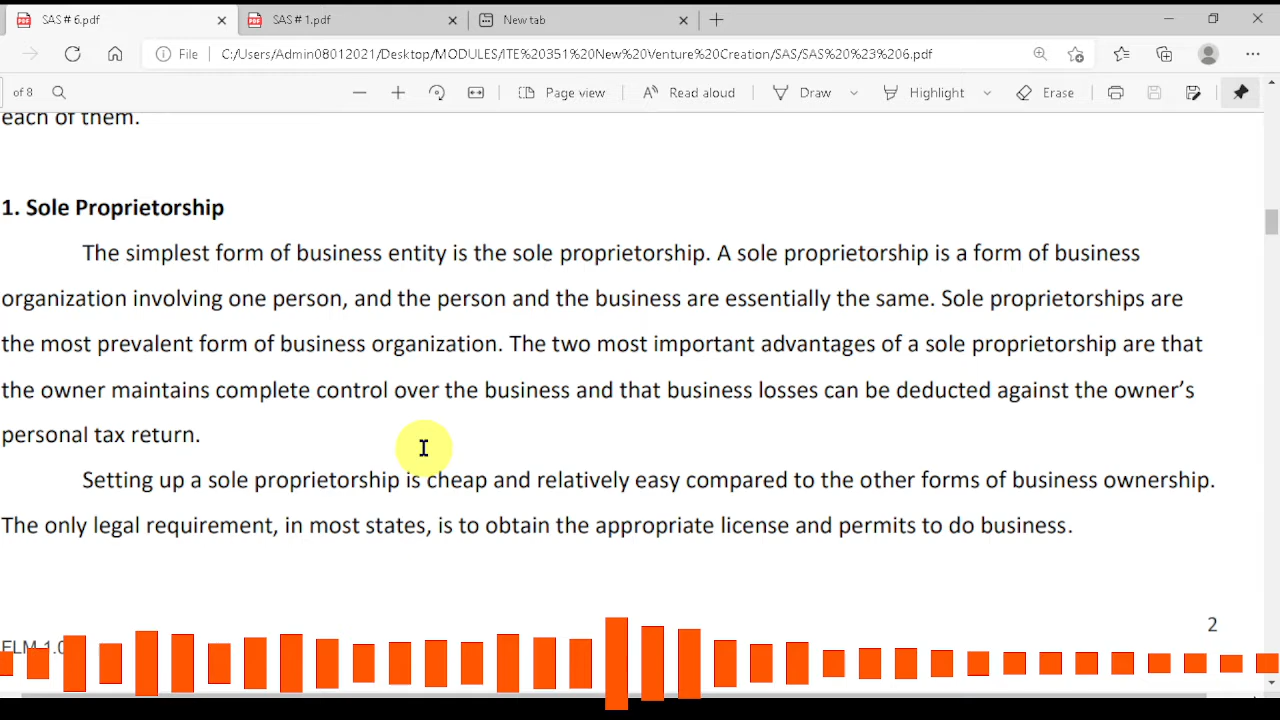 SAS # 6.pdf
SAS # 1.pdf
New tab
File
C:/Users/Admin08012021/Desktop/MODULES/ITE%20351%20New%20Venture%20Creation/SAS/SAS%20%23%206.pdf
of 8
Page view
Read aloud
Draw
Highlight
Erase
each of them.
1. Sole Proprietorship
The simplest form of business entity is the sole proprietorship. A sole proprietorship is a form of business
organization involving one person, and the person and the business are essentially the same. Sole proprietorships are
the most prevalent form of business organization. The two most important advantages of a sole proprietorship are that
the owner maintains complete control over the business and that business losses can be deducted against the owner's
personal tax return.
Setting up a sole proprietorship is cheap and relatively easy compared to the other forms of business ownership.
The only legal requirement, in most states, is to obtain the appropriate license and permits to do business.
2